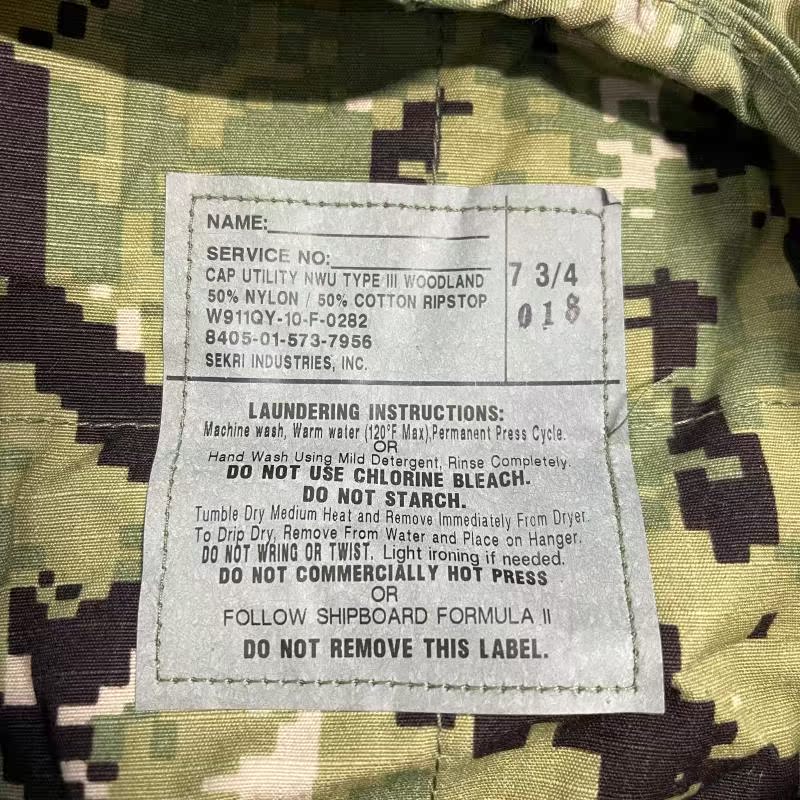 NAME:
SERVICE NO:
CAP UTILITY NWU TYPE III WOODLAND
50% NYLON / 50% COTTON RIPSTOP
W911QY-10-F-0282
8405-01-573-7956
SEKRI INDUSTRIES, INC.
7 3/4
018
LAUNDERING INSTRUCTIONS:
Machine wash, Warm water (120°F Max),Permanent Press Cycle.
OR
Hand Wash Using Mild Detergent, Rinse Completely.
DO NOT USE CHLORINE BLEACH.
DO NOT STARCH.
Tumble Dry Medium Heat and Remove Immediately From Dryer.
To Drip Dry, Remove From Water and Place on Hanger.
DO NOT WRING OR TWIST. Light ironing if needed.
DO NOT COMMERCIALLY HOT PRESS
OR
FOLLOW SHIPBOARD FORMULA II
DO NOT REMOVE THIS LABEL.